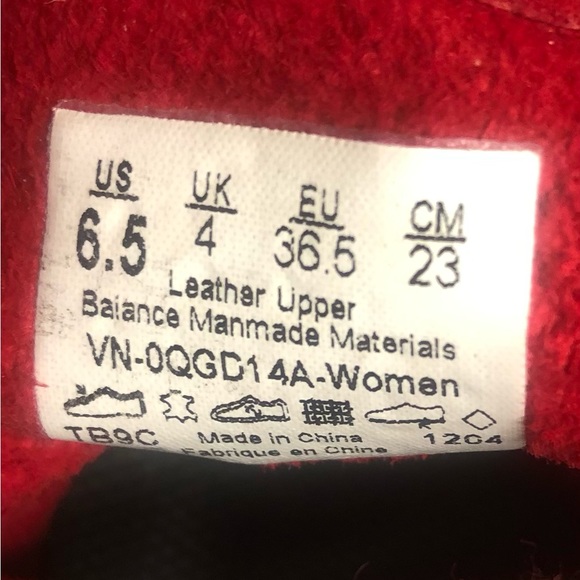 US UK EU CM
6.5 4 36.5 23
Leather Upper
Balance Manmade Materials
VN-0QGD14A-Women
TB9C Made in China 1204
Fabrique en Chine